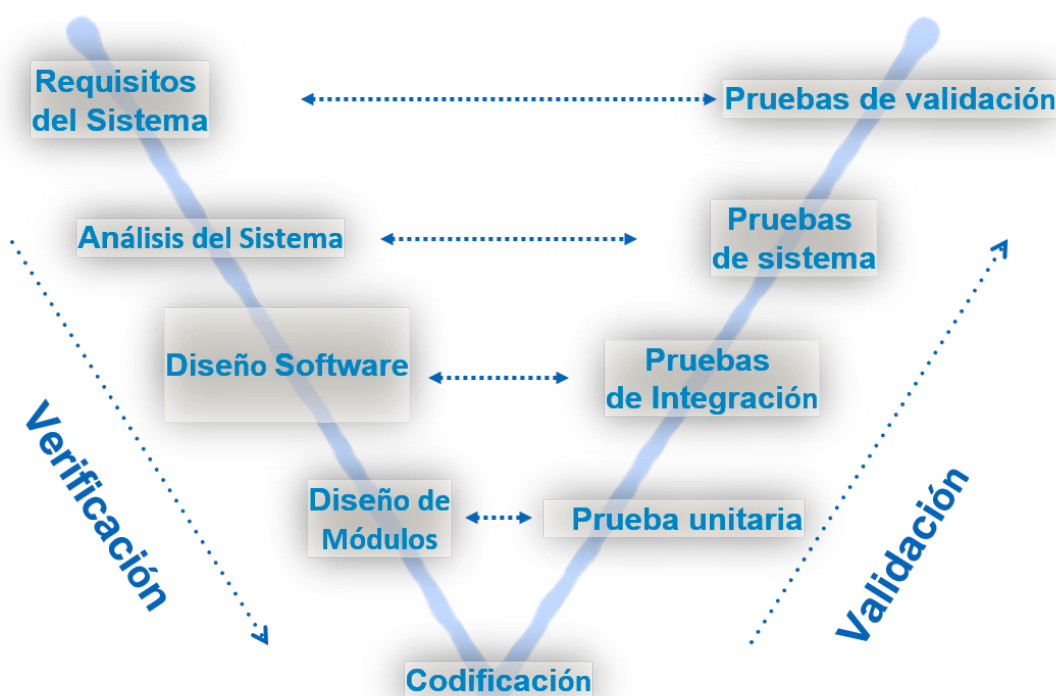 Requisitos
del Sistema
Pruebas de validación
Análisis del Sistema
Pruebas
de sistema
Diseño Software
Pruebas
de Integración
Verificación
Diseño de
Módulos
Prueba unitaria
Validación
Codificación